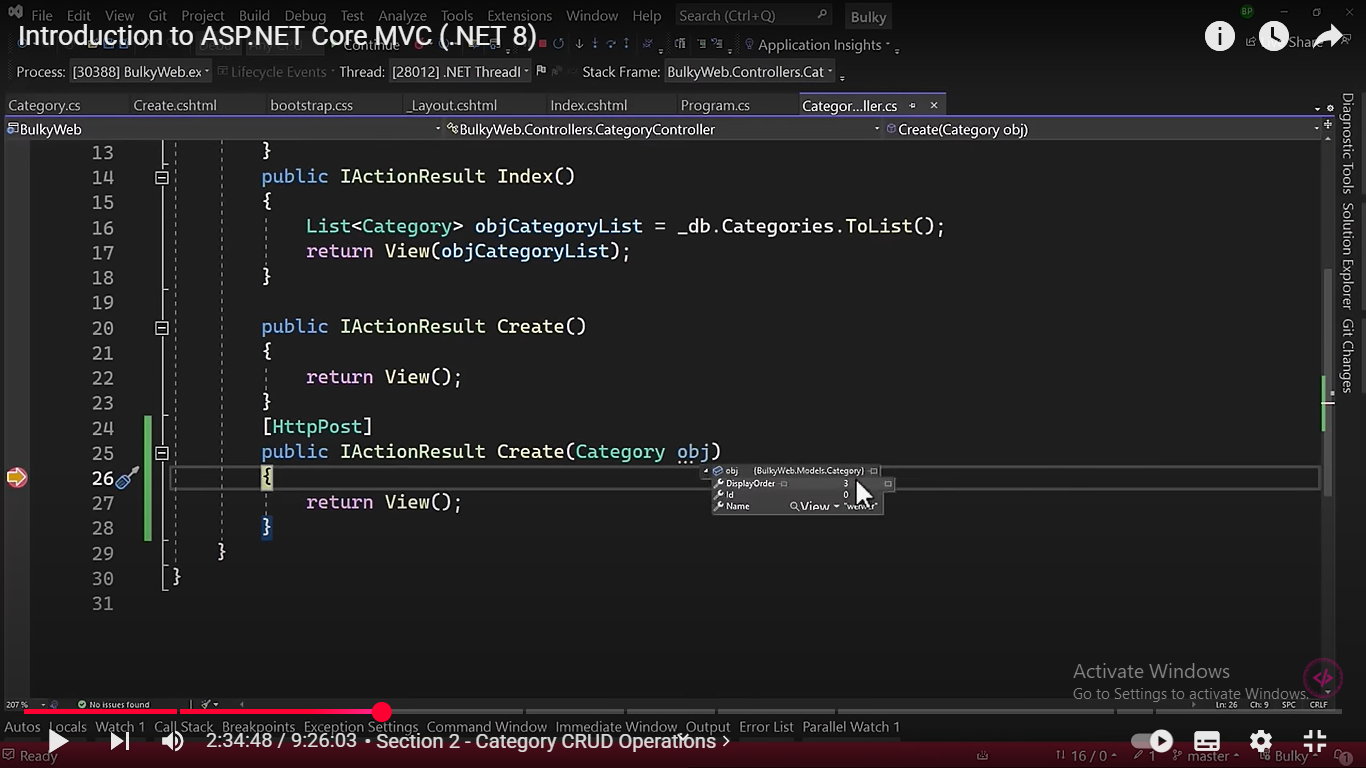 File Edit View Git Project Build Debug Test Analyze Tools Extensions Window Help Search (Ctrl+Q) Bulky BP
Introduction to ASP.NET Core MVC (.NET 8)
Continue Application Insights Share
Process: [30388] BulkyWeb.ex Lifecycle Events Thread: [28012] .NET Threadl Stack Frame: BulkyWeb.Controllers.Cat
Category.cs Create.cshtml bootstrap.css _Layout.cshtml Index.cshtml Program.cs Categor...ller.cs
BulkyWeb BulkyWeb.Controllers.CategoryController Create(Category obj)
13 }
14 public IActionResult Index()
15 {
16 List<Category> objCategoryList = _db.Categories.ToList();
17 return View(objCategoryList);
18 }
19
20 public IActionResult Create()
21 {
22 return View();
23 }
24 [HttpPost]
25 public IActionResult Create(Category obj)
26 {
obj {BulkyWeb.Models.Category}
DisplayOrder 3
Id 0
Name View
27 return View();
28 }
29 }
30 }
31
Diagnostic Tools
Solution Explorer
Git Changes
Activate Windows
Go to Settings to activate Windows.
207 % No issues found Ln: 26 Ch: 9 SPC CRLF
Autos Locals Watch 1 Call Stack Breakpoints Exception Settings Command Window Immediate Window Output Error List Parallel Watch 1
2:34:48 / 9:26:03 • Section 2 - Category CRUD Operations
Ready 16 / 0 1 master Bulky 1